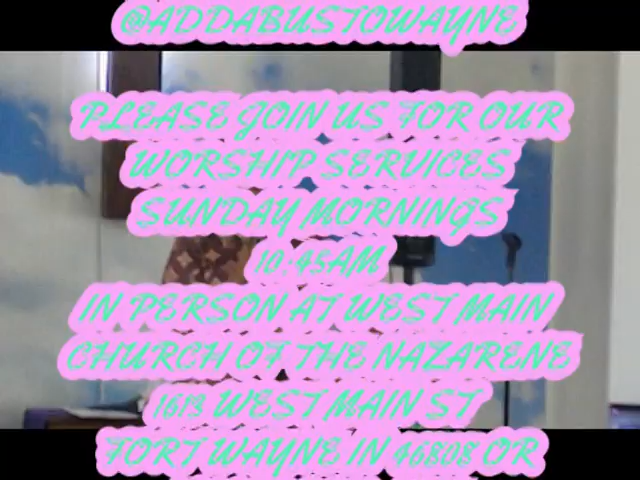 @ADDABUSTOWAYNE
PLEASE JOIN US FOR OUR
WORSHIP SERVICES
SUNDAY MORNINGS
10:45AM
IN PERSON AT WEST MAIN
CHURCH OF THE NAZARENE
1613 WEST MAIN ST
FORT WAYNE IN 46808 OR